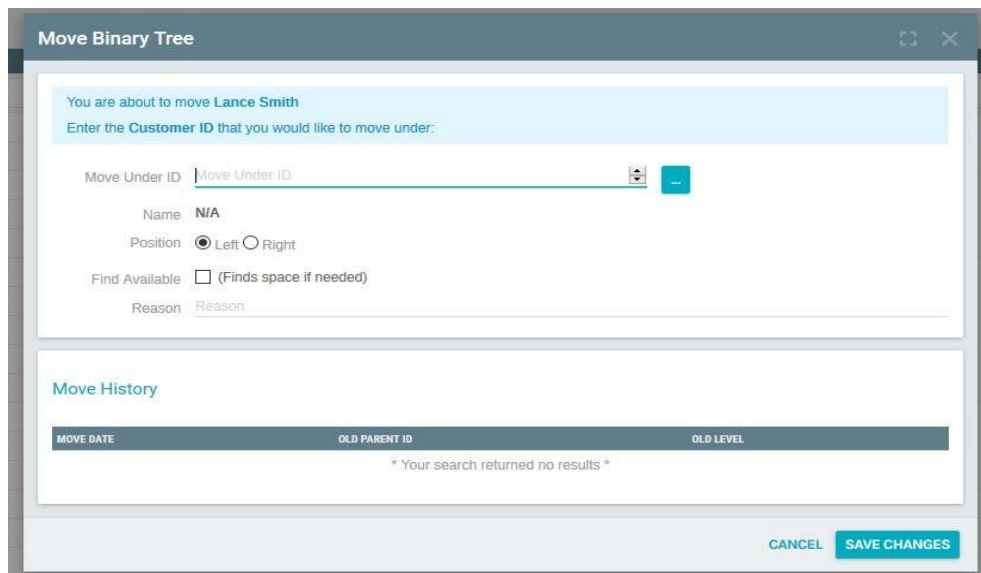 Move Binary Tree
You are about to move Lance Smith
Enter the Customer ID that you would like to move under:
Move Under ID Move Under ID ...
Name N/A
Position Left Right
Find Available (Finds space if needed)
Reason Reason
Move History
MOVE DATE OLD PARENT ID OLD LEVEL
* Your search returned no results *
CANCEL SAVE CHANGES